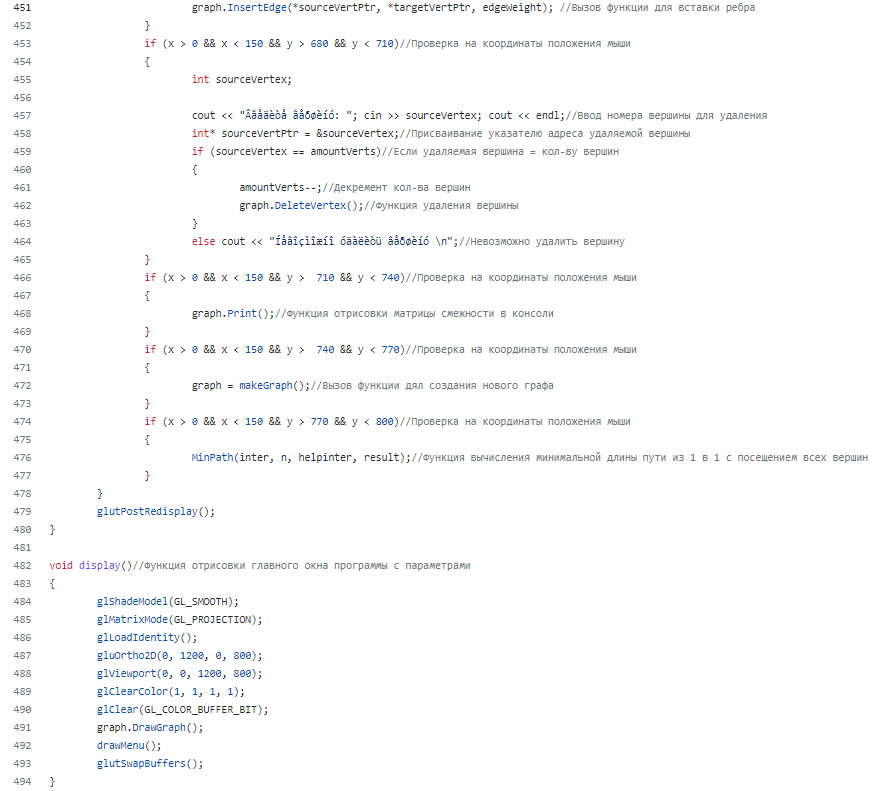 451 graph.InsertEdge(*sourceVertPtr, *targetVertPtr, edgeWeight); //Вызов функции для вставки ребра
452 }
453 if (x > 0 && x < 150 && y > 680 && y < 710)//Проверка на координаты положения мыши
454 {
455 int sourceVertex;
456
457 cout << "Ââåäèòå âåðøèíó: "; cin >> sourceVertex; cout << endl;//Ввод номера вершины для удаления
458 int* sourceVertPtr = &sourceVertex;//Присваивание указателю адреса удаляемой вершины
459 if (sourceVertex == amountVerts)//Если удаляемая вершина = кол-ву вершин
460 {
461 amountVerts--;//Декремент кол-ва вершин
462 graph.DeleteVertex();//Функция удаления вершины
463 }
464 else cout << "Íåâîçìîæíî óäàëèòü âåðøèíó \n";//Невозможно удалить вершину
465 }
466 if (x > 0 && x < 150 && y >  710 && y < 740)//Проверка на координаты положения мыши
467 {
468 graph.Print();//Функция отрисовки матрицы смежности в консоли
469 }
470 if (x > 0 && x < 150 && y >  740 && y < 770)//Проверка на координаты положения мыши
471 {
472 graph = makeGraph();//Вызов функции дял создания нового графа
473 }
474 if (x > 0 && x < 150 && y > 770 && y < 800)//Проверка на координаты положения мыши
475 {
476 MinPath(inter, n, helpinter, result);//Функция вычисления минимальной длины пути из 1 в 1 с посещением всех вершин
477 }
478 }
479 glutPostRedisplay();
480 }
481
482 void display()//Функция отрисовки главного окна программы с параметрами
483 {
484 glShadeModel(GL_SMOOTH);
485 glMatrixMode(GL_PROJECTION);
486 glLoadIdentity();
487 gluOrtho2D(0, 1200, 0, 800);
488 glViewport(0, 0, 1200, 800);
489 glClearColor(1, 1, 1, 1);
490 glClear(GL_COLOR_BUFFER_BIT);
491 graph.DrawGraph();
492 drawMenu();
493 glutSwapBuffers();
494 }